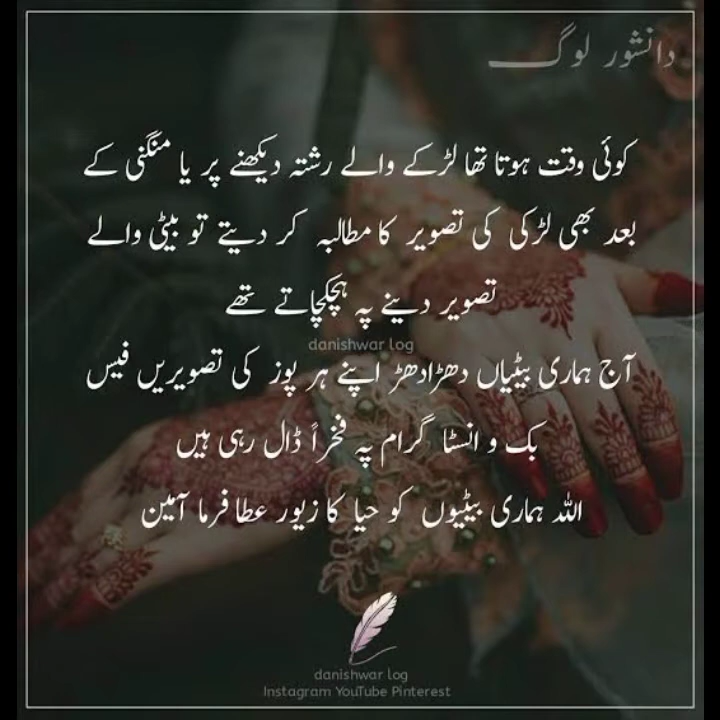 دانشور لوگ
کوئی وقت ہوتا تھا لڑکے والے رشتہ دیکھنے پر یا منگنی کے
بعد بھی لڑکی کی تصویر کا مطالبہ کر دیتے تو بیٹی والے
تصویر دینے پہ ہچکچاتے تھے
danishwar log
آج ہماری بیٹیاں دھڑادھڑ اپنے ہر پوز کی تصویریں فیس
بک و انسٹا گرام پہ فخراً ڈال رہی ہیں
اللہ ہماری بیٹیوں کو حیا کا زیور عطا فرما آمین
danishwar log
Instagram YouTube Pinterest